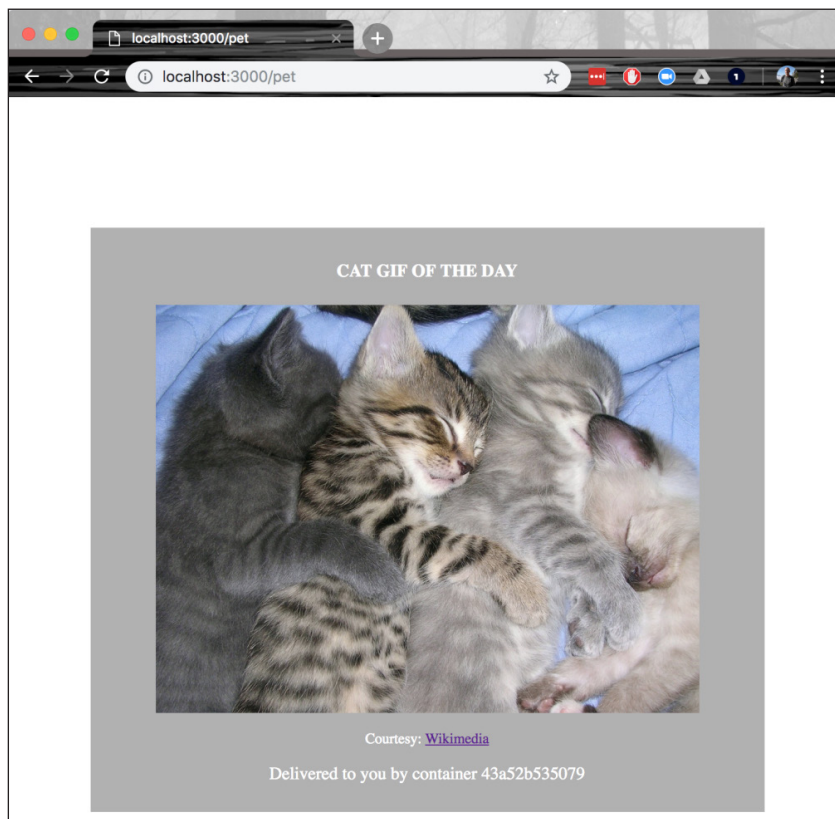 localhost:3000/pet
localhost:3000/pet
1
CAT GIF OF THE DAY
Courtesy: Wikimedia
Delivered to you by container 43a52b535079